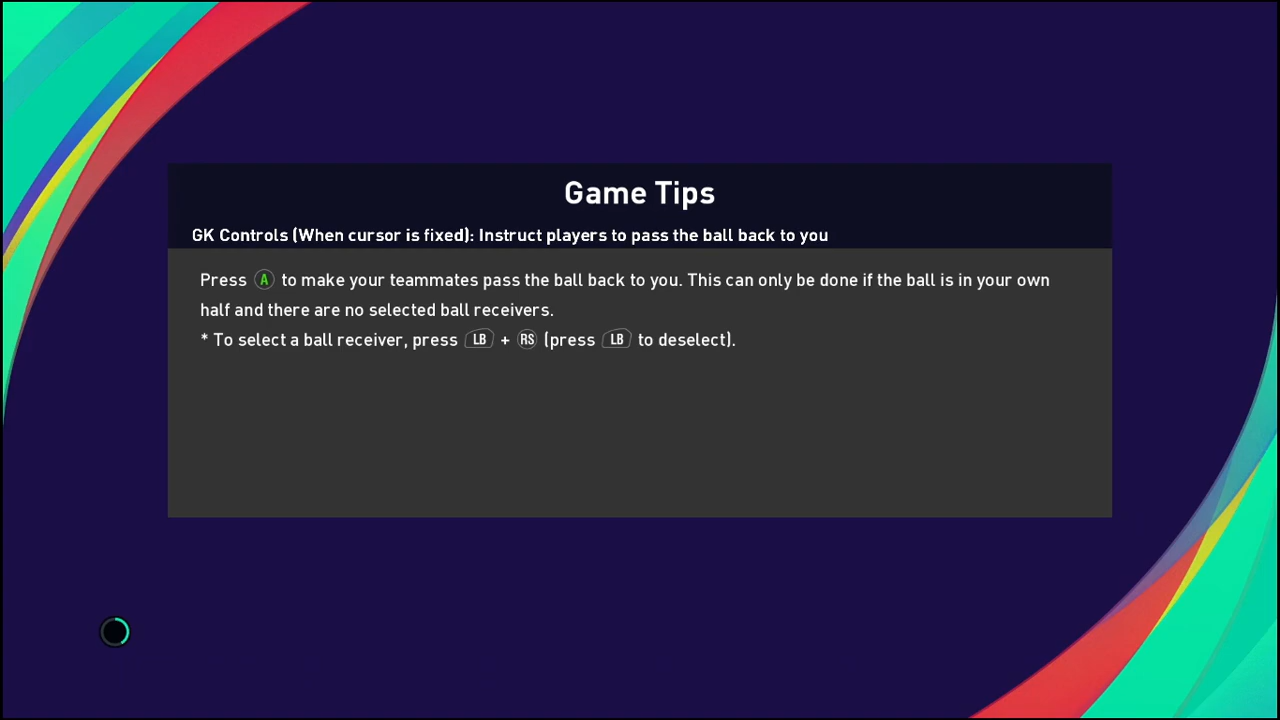 Game Tips
GK Controls (When cursor is fixed): Instruct players to pass the ball back to you
Press A to make your teammates pass the ball back to you. This can only be done if the ball is in your own
half and there are no selected ball receivers.
* To select a ball receiver, press LB + RS (press LB to deselect).